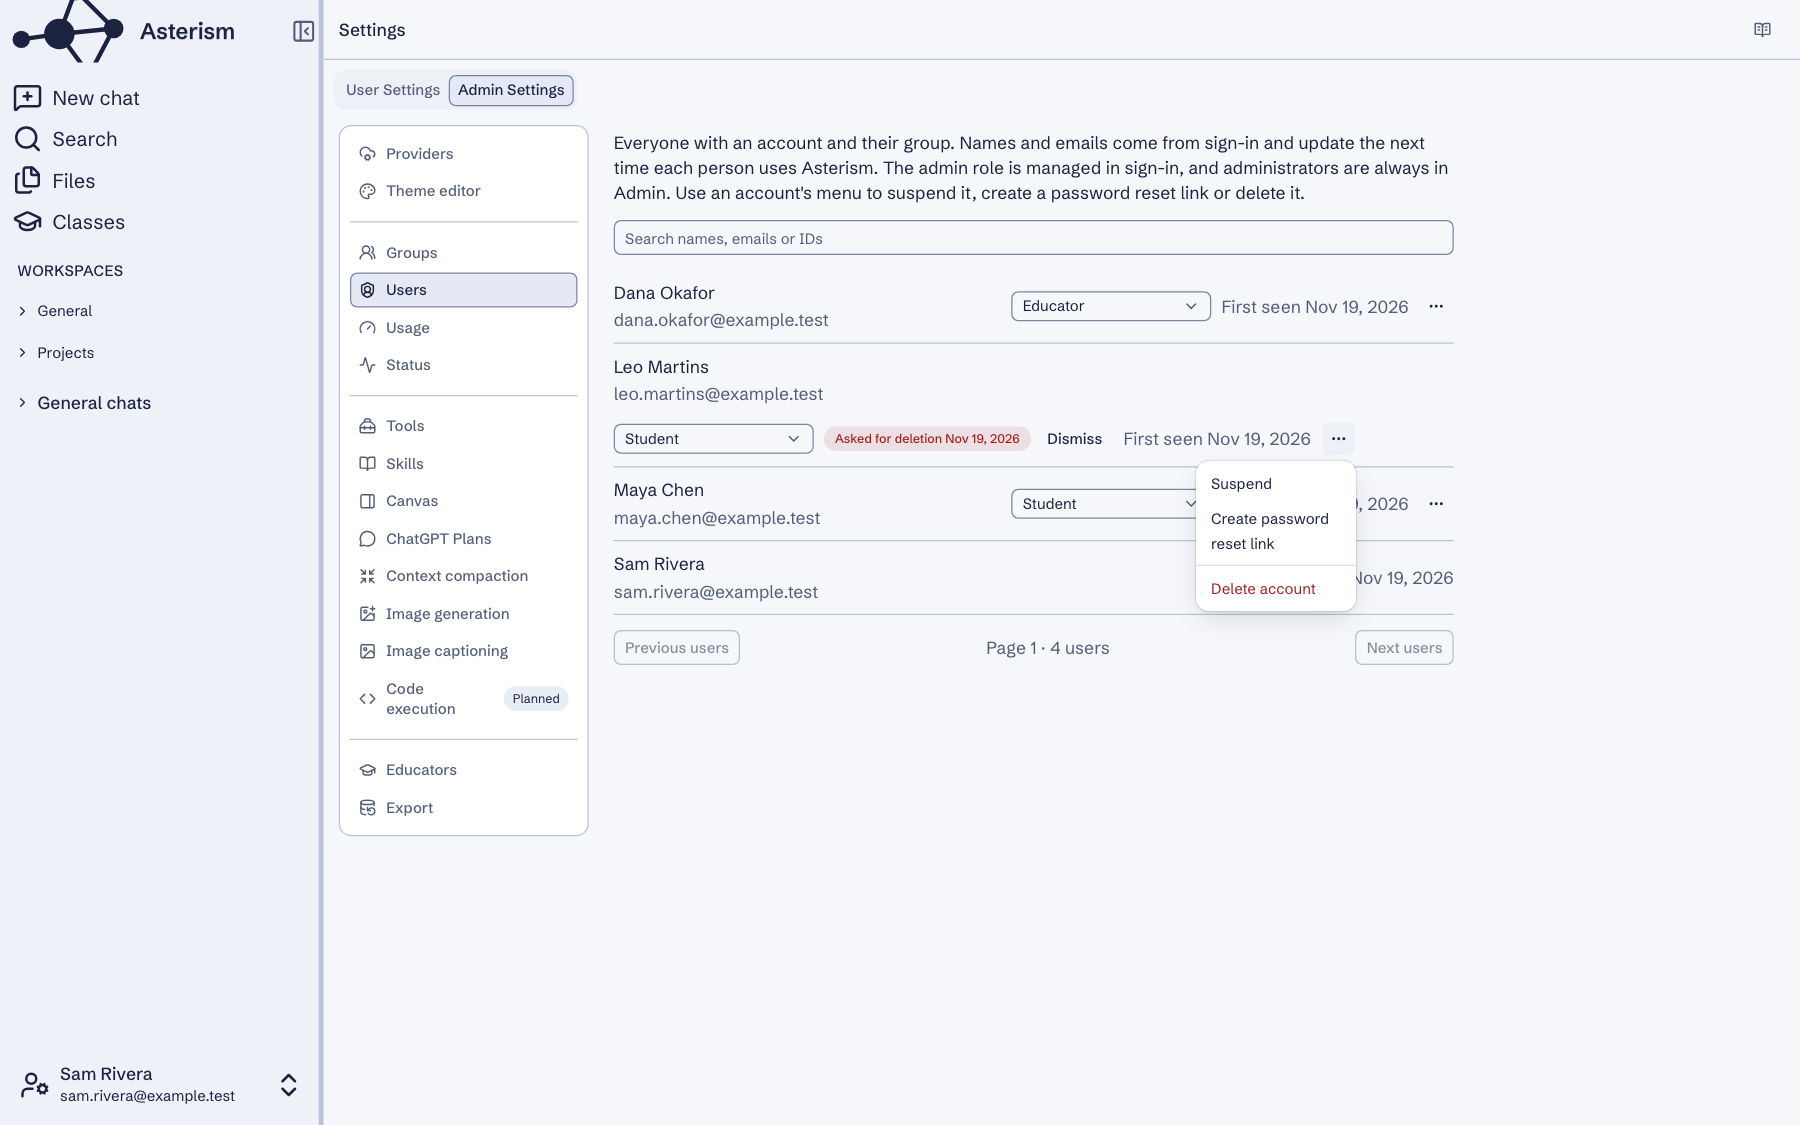 Asterism
New chat
Search
Files
Classes
WORKSPACES
General
Projects
General chats
Sam Rivera
sam.rivera@example.test
Settings
User Settings
Admin Settings
Providers
Theme editor
Groups
Users
Usage
Status
Tools
Skills
Canvas
ChatGPT Plans
Context compaction
Image generation
Image captioning
Code
execution
Planned
Educators
Export
Everyone with an account and their group. Names and emails come from sign-in and update the next
time each person uses Asterism. The admin role is managed in sign-in, and administrators are always in
Admin. Use an account's menu to suspend it, create a password reset link or delete it.
Search names, emails or IDs
Dana Okafor
dana.okafor@example.test
Educator
First seen Nov 19, 2026
Leo Martins
leo.martins@example.test
Student
Asked for deletion Nov 19, 2026
Dismiss
First seen Nov 19, 2026
Suspend
Create password
reset link
Delete account
Maya Chen
maya.chen@example.test
Student
, 2026
Sam Rivera
sam.rivera@example.test
Nov 19, 2026
Previous users
Page 1 · 4 users
Next users